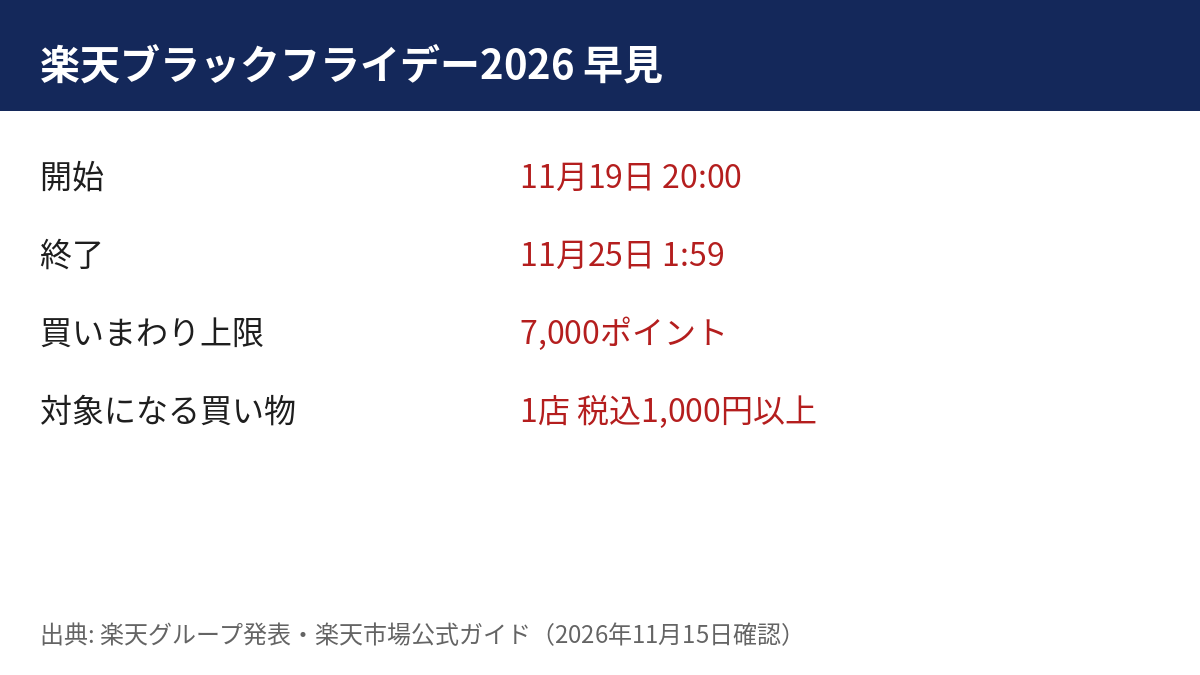 楽天ブラックフライデー2026 早見
開始 11月19日 20:00
終了 11月25日 1:59
買いまわり上限 7,000ポイント
対象になる買い物 1店 税込1,000円以上
出典: 楽天グループ発表・楽天市場公式ガイド（2026年11月15日確認）